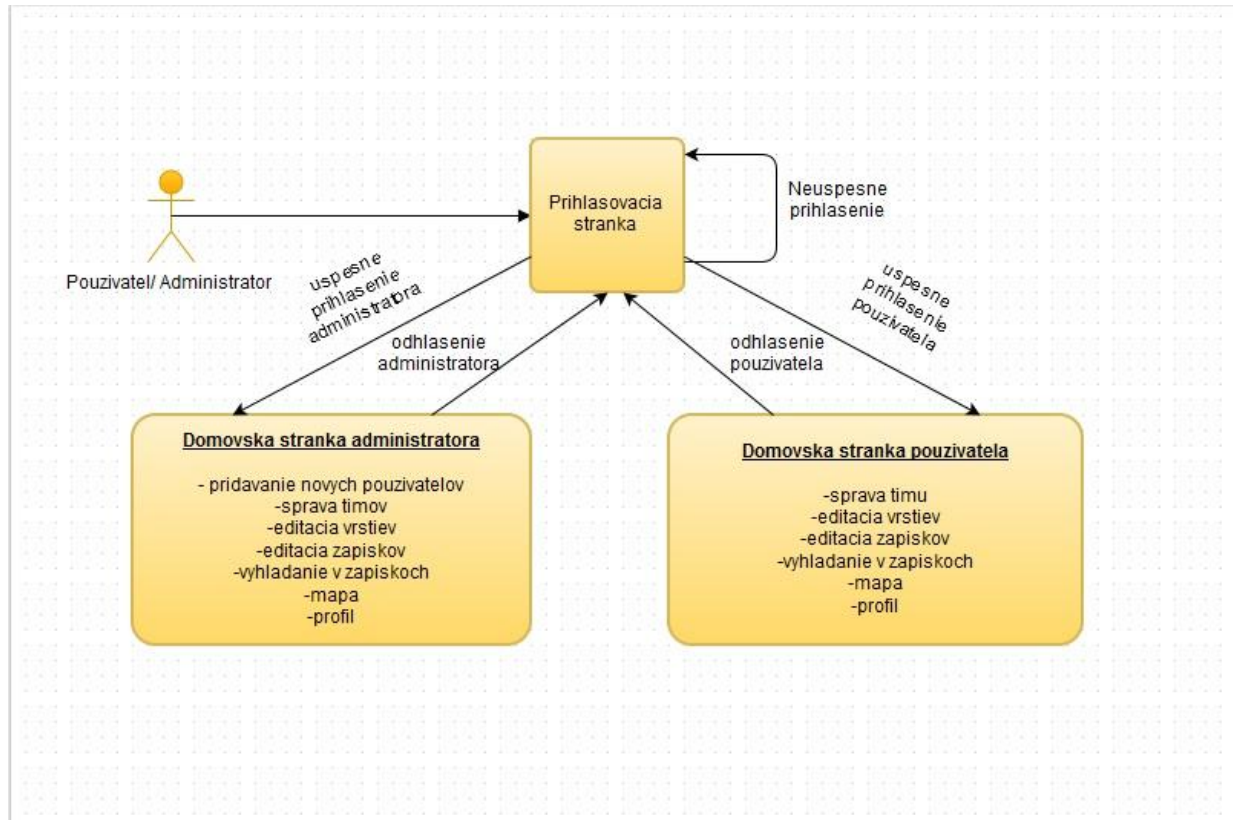 Prihlasovacia
stranka
Neuspesne
prihlasenie
Pouzivatel/ Administrator
uspesne
prihlasenie
administratora
odhlasenie
administratora
odhlasenie
pouzivatela
uspesne
prihlasenie
pouzivatela
Domovska stranka administratora
- pridavanie novych pouzivatelov
-sprava timov
-editacia vrstiev
-editacia zapiskov
-vyhladanie v zapiskoch
-mapa
-profil
Domovska stranka pouzivatela
-sprava timu
-editacia vrstiev
-editacia zapiskov
-vyhladanie v zapiskoch
-mapa
-profil